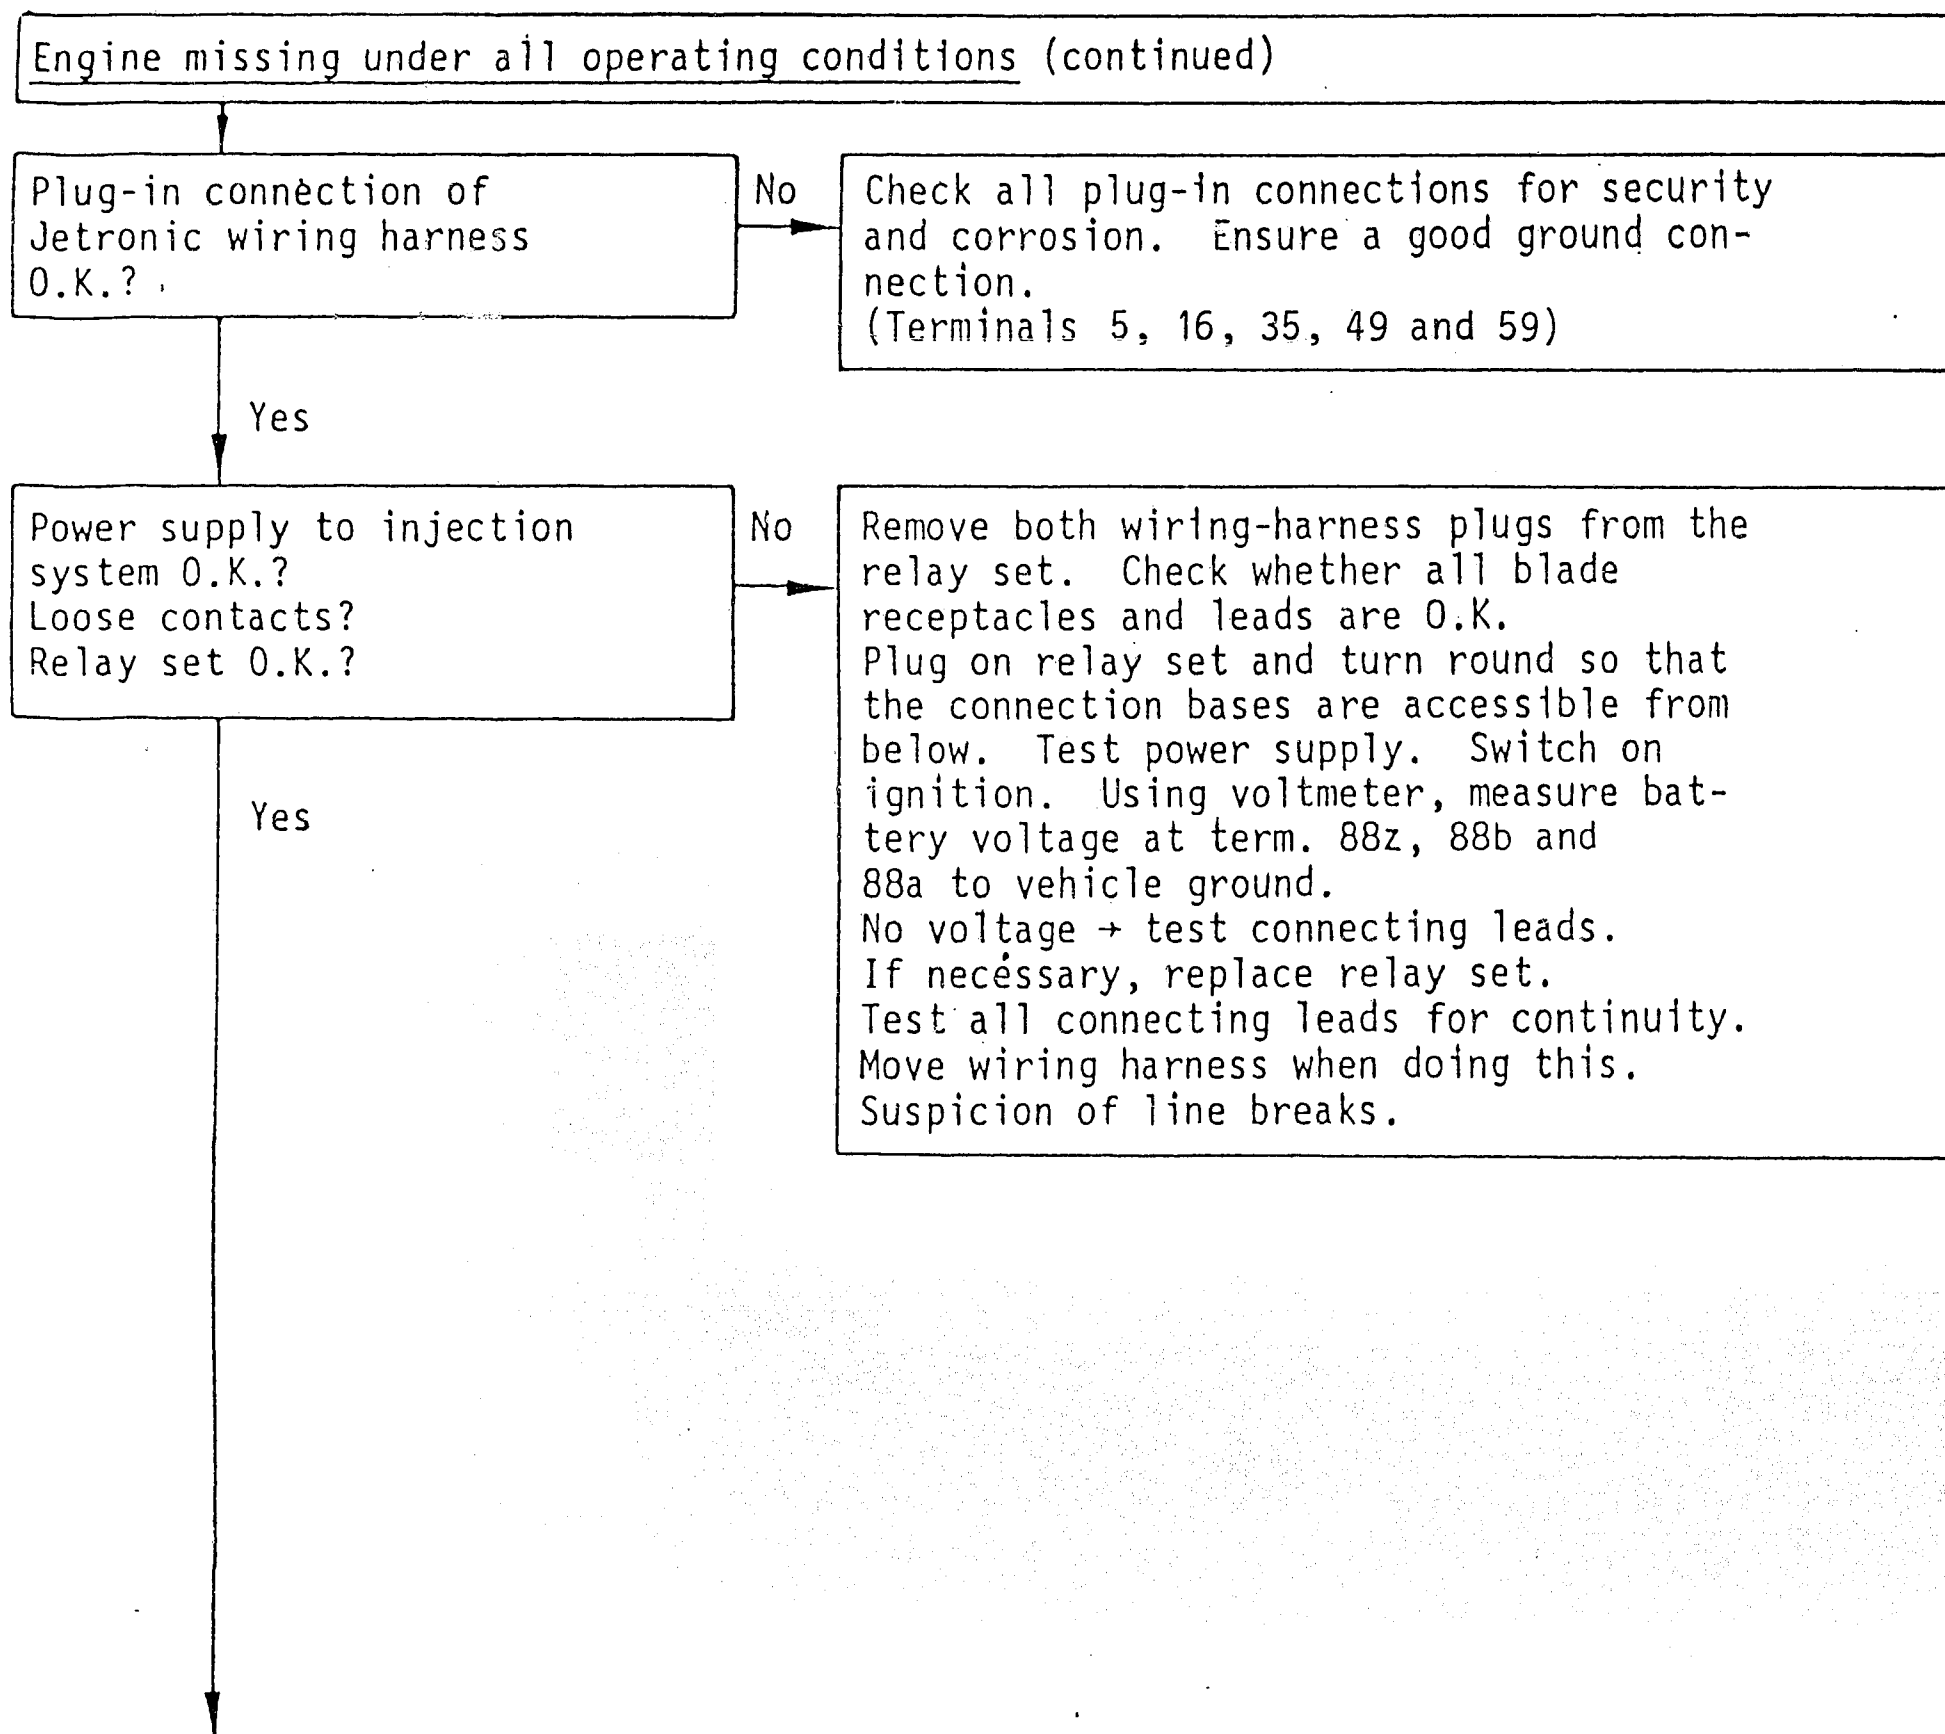 Engine missing under all operating conditions (continued)
Plug-in connection of
Jetronic wiring harness
O.K.?
No
Check all plug-in connections for security
and corrosion. Ensure a good ground con-
nection.
(Terminals 5, 16, 35, 49 and 59)
Yes
Power supply to injection
system O.K.?
Loose contacts?
Relay set O.K.?
No
Remove both wiring-harness plugs from the
relay set. Check whether all blade
receptacles and leads are O.K.
Plug on relay set and turn round so that
the connection bases are accessible from
below. Test power supply. Switch on
ignition. Using voltmeter, measure bat-
tery voltage at term. 88z, 88b and
88a to vehicle ground.
No voltage → test connecting leads.
If necessary, replace relay set.
Test all connecting leads for continuity.
Move wiring harness when doing this.
Suspicion of line breaks.
Yes